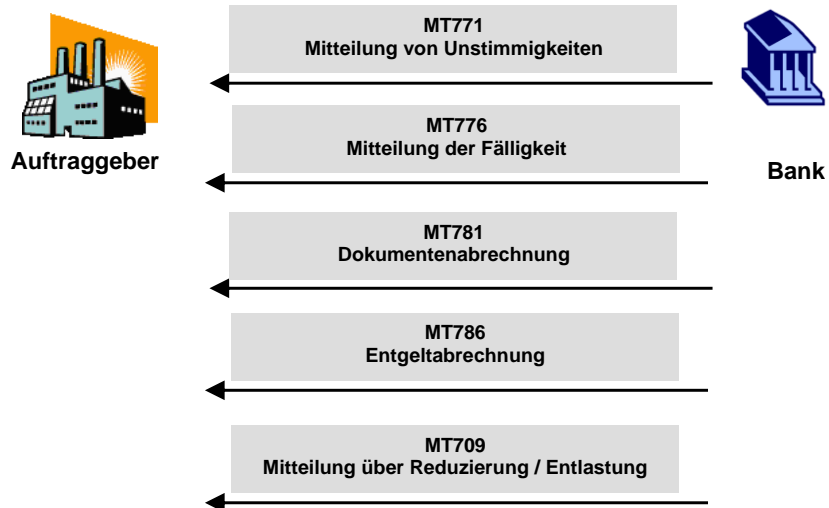 MT771
Mitteilung von Unstimmigkeiten
MT776
Mitteilung der Fälligkeit
Auftraggeber
Bank
MT781
Dokumentenabrechnung
MT786
Entgeltabrechnung
MT709
Mitteilung über Reduzierung / Entlastung